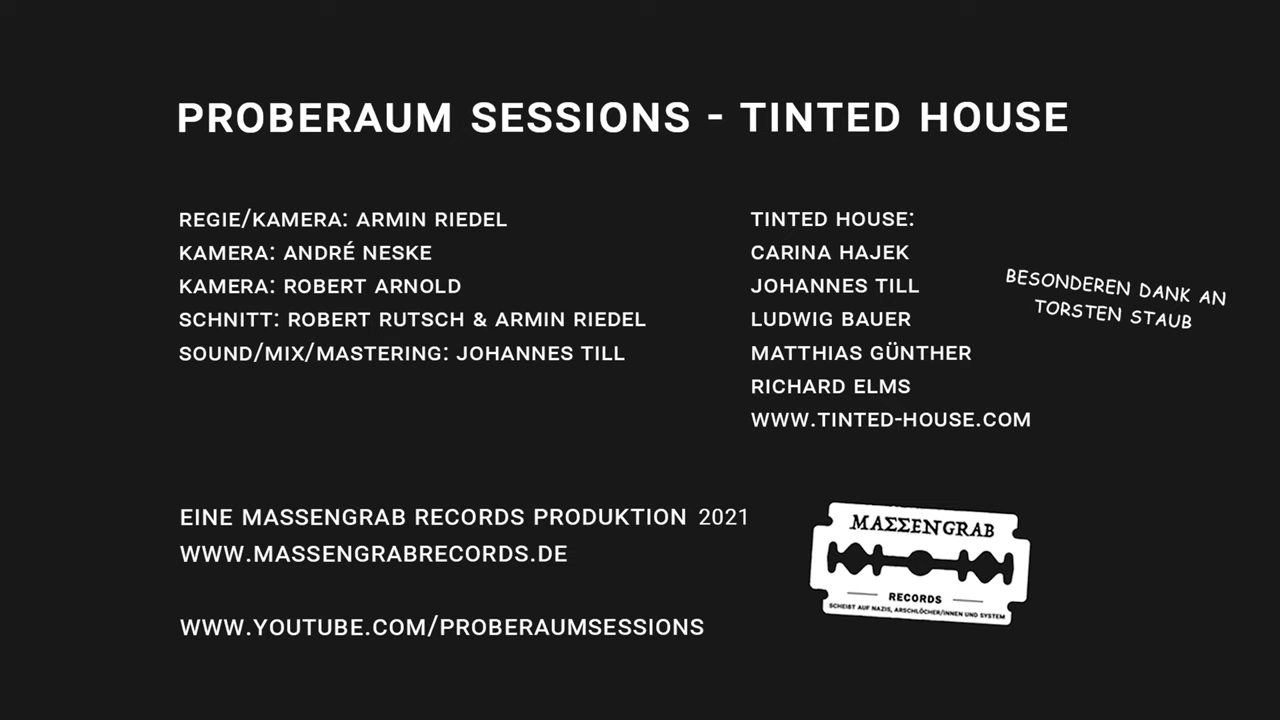 PROBERAUM SESSIONS - TINTED HOUSE
REGIE/KAMERA: ARMIN RIEDEL
KAMERA: ANDRÉ NESKE
KAMERA: ROBERT ARNOLD
SCHNITT: ROBERT RUTSCH & ARMIN RIEDEL
SOUND/MIX/MASTERING: JOHANNES TILL
TINTED HOUSE:
CARINA HAJEK
JOHANNES TILL
LUDWIG BAUER
MATTHIAS GÜNTHER
RICHARD ELMS
WWW.TINTED-HOUSE.COM
BESONDEREN DANK AN
TORSTEN STAUB
EINE MASSENGRAB RECORDS PRODUKTION 2021
WWW.MASSENGRABRECORDS.DE
WWW.YOUTUBE.COM/PROBERAUMSESSIONS
MAΣΣENGRAB
RECORDS
SCHEIßT AUF NAZIS, ARSCHLÖCHER/INNEN UND SYSTEM